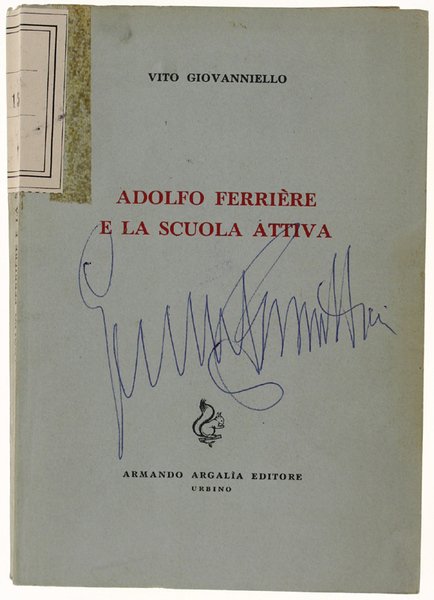 VITO GIOVANNIELLO
ADOLFO FERRIÈRE
E LA SCUOLA ATTIVA
ARMANDO ARGALÌA EDITORE
URBINO